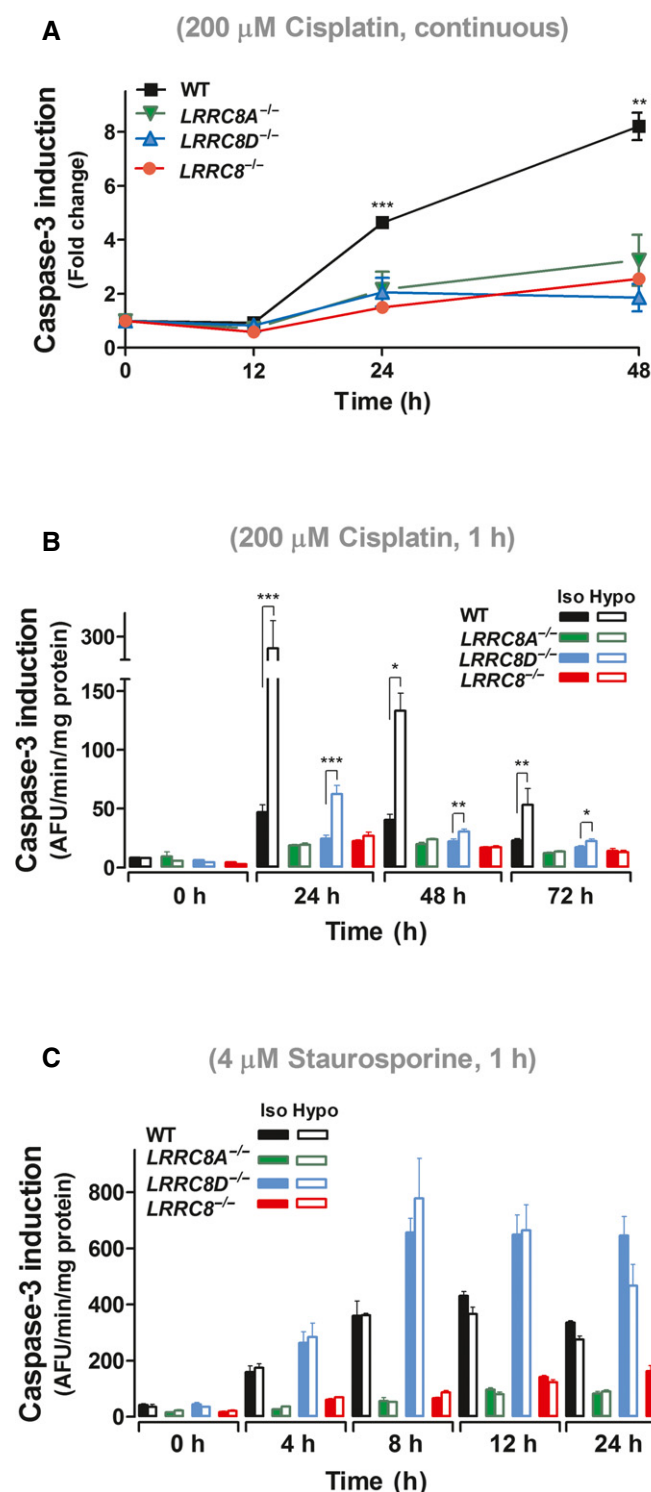 A
(200 µM Cisplatin, continuous)
WT
LRRC8A⁻/⁻
LRRC8D⁻/⁻
LRRC8⁻/⁻
Caspase-3 induction
(Fold change)
8
6
4
2
0
***
**
0 12 24 48
Time (h)
B
(200 µM Cisplatin, 1 h)
Iso Hypo
WT
LRRC8A⁻/⁻
LRRC8D⁻/⁻
LRRC8⁻/⁻
Caspase-3 induction
(AFU/min/mg protein)
300
150
100
50
0
***
***
*
**
**
*
0 h 24 h 48 h 72 h
Time (h)
C
(4 µM Staurosporine, 1 h)
Iso Hypo
WT
LRRC8A⁻/⁻
LRRC8D⁻/⁻
LRRC8⁻/⁻
Caspase-3 induction
(AFU/min/mg protein)
800
600
400
200
0
0 h 4 h 8 h 12 h 24 h
Time (h)